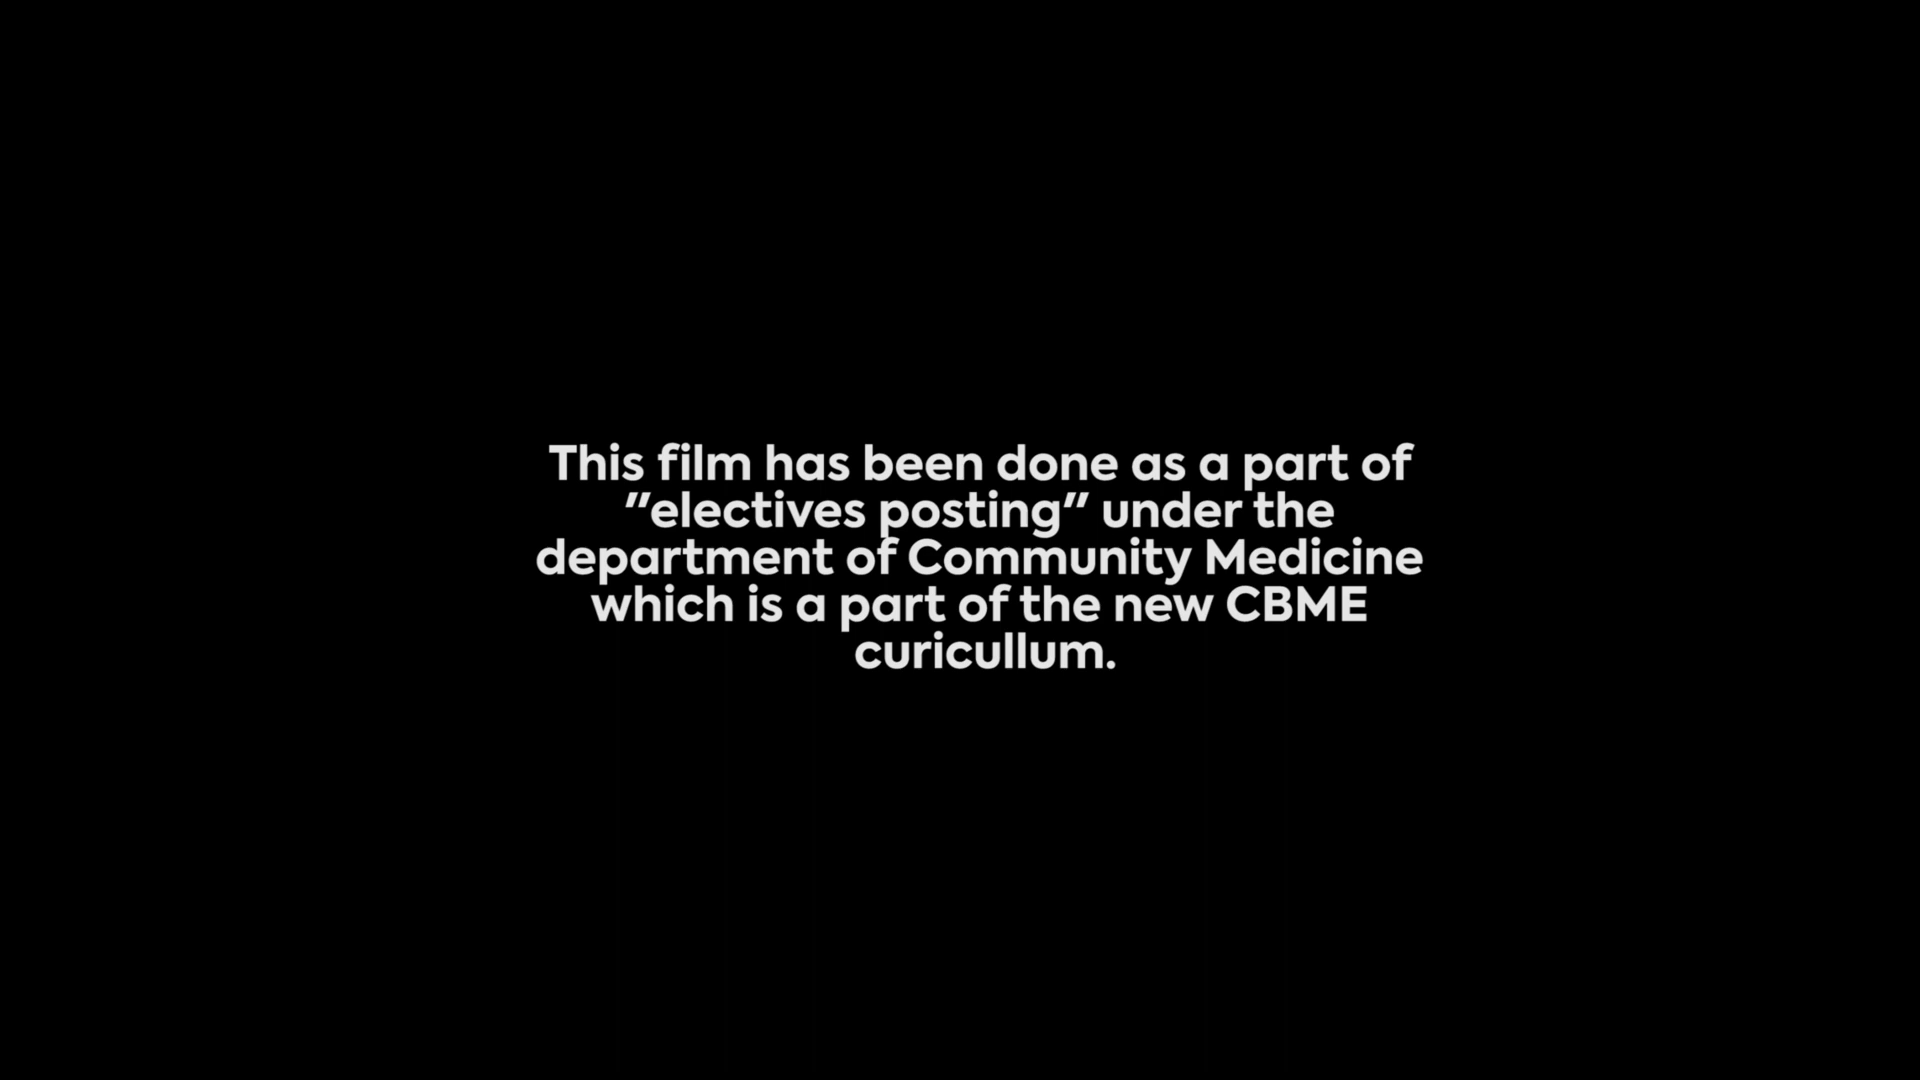 This film has been done as a part of
"electives posting" under the
department of Community Medicine
which is a part of the new CBME
curicullum.